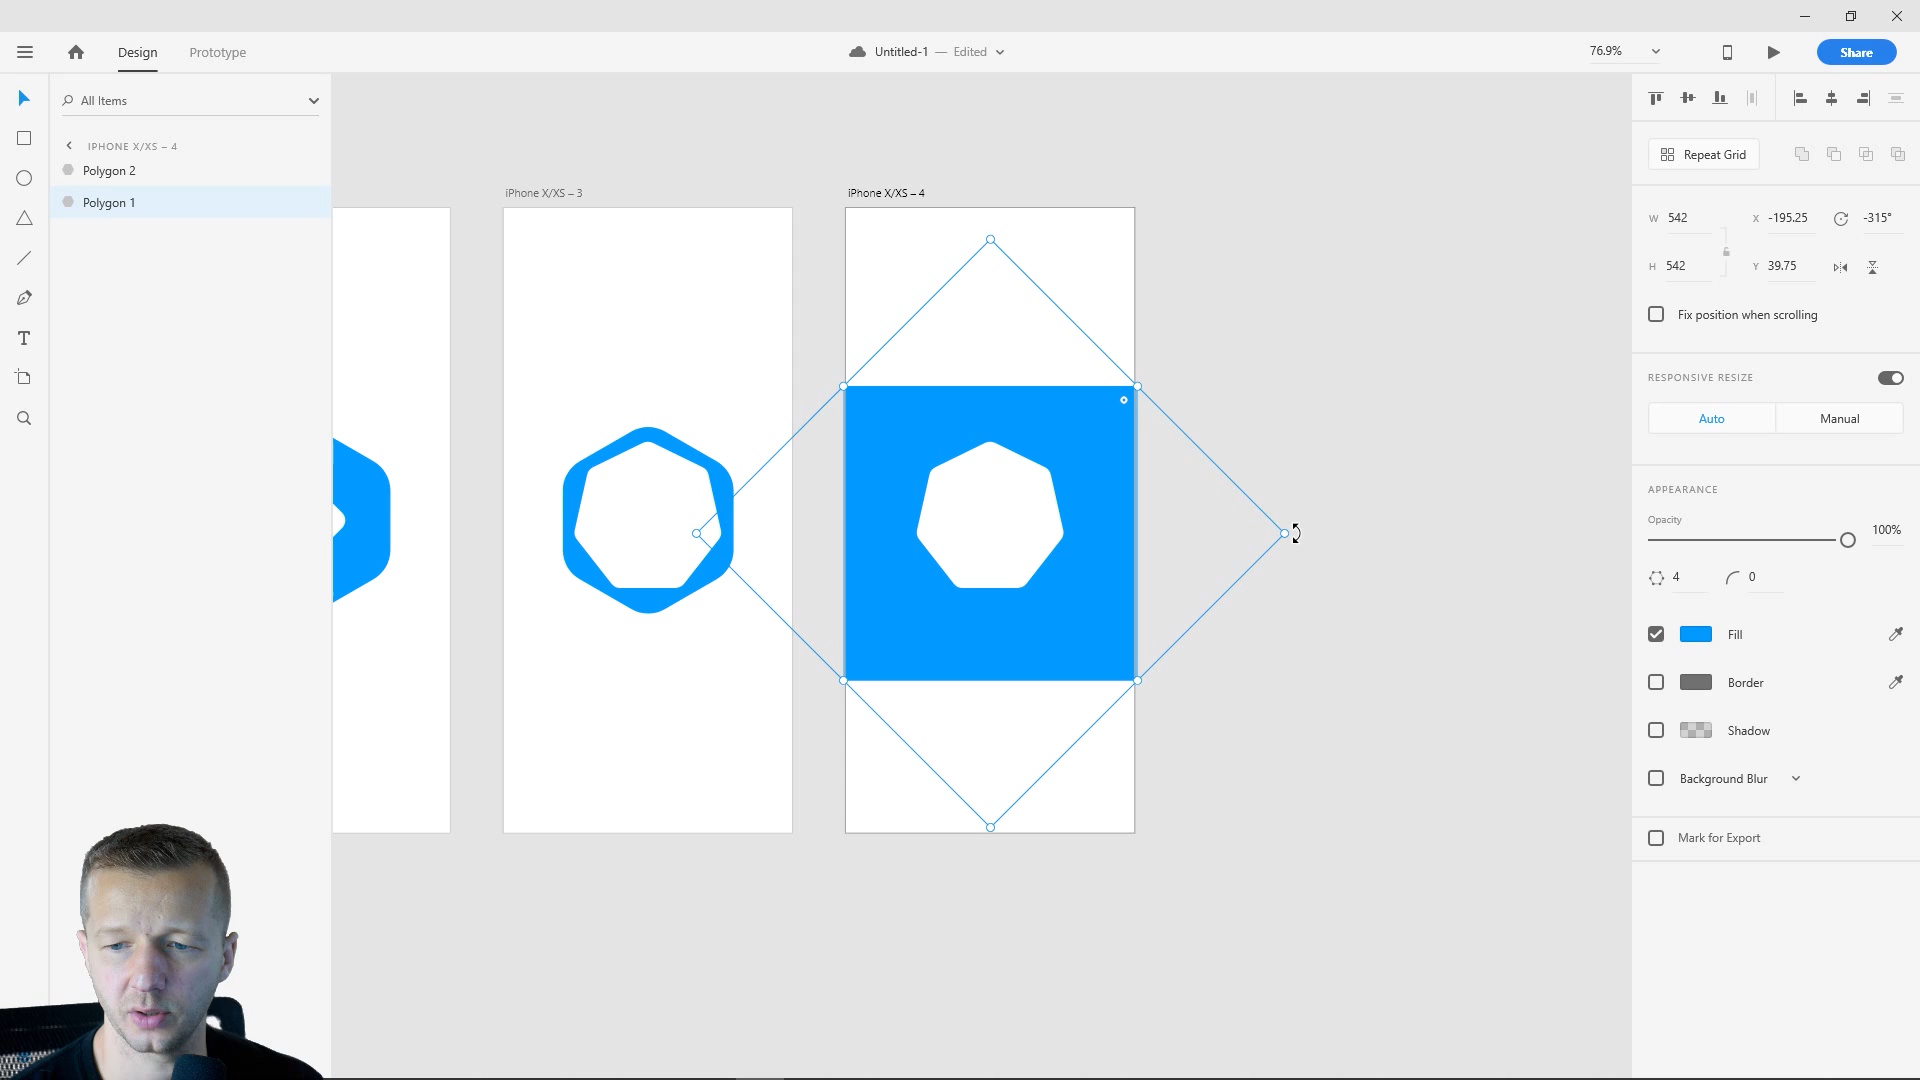 Design
Prototype
Untitled-1 — Edited
76.9%
Share
All Items
IPHONE X/XS – 4
Polygon 2
Polygon 1
iPhone X/XS – 3
iPhone X/XS – 4
Repeat Grid
W 542
X -195.25
-315°
H 542
Y 39.75
Fix position when scrolling
RESPONSIVE RESIZE
Auto
Manual
APPEARANCE
Opacity
100%
4
0
Fill
Border
Shadow
Background Blur
Mark for Export